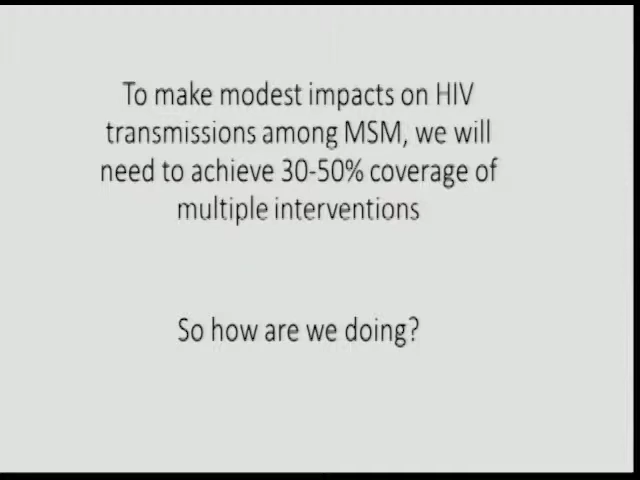 To make modest impacts on HIV
transmissions among MSM, we will
need to achieve 30-50% coverage of
multiple interventions
So how are we doing?